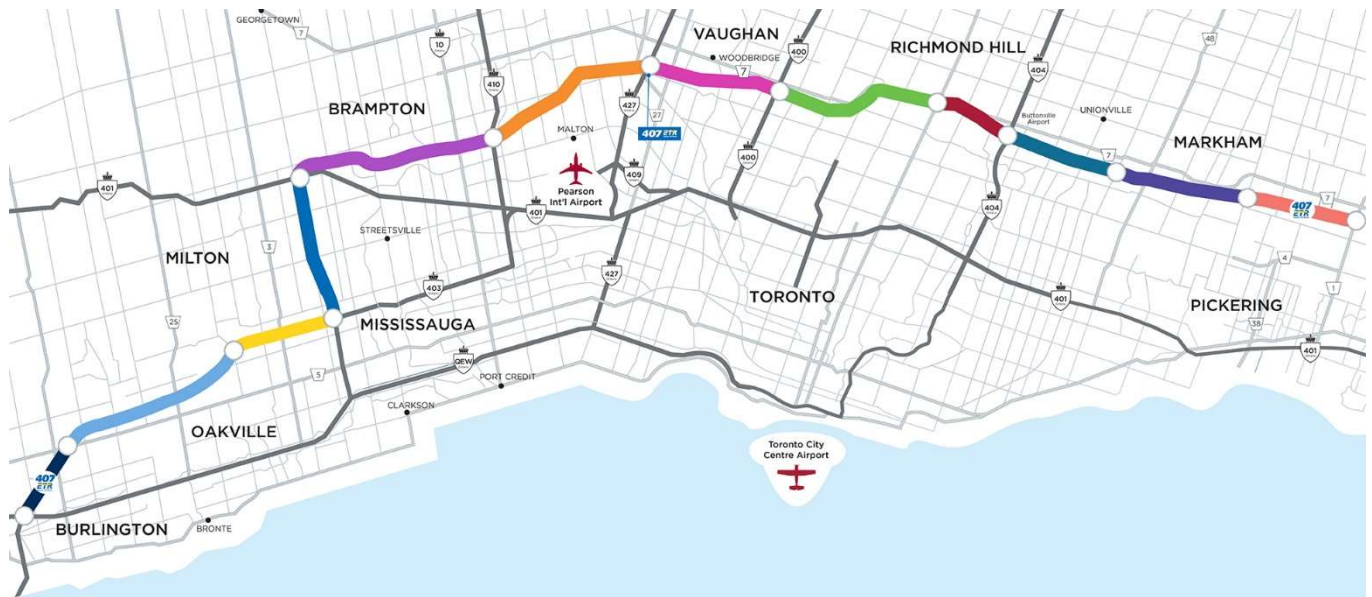 GEORGETOWN
7
10
410
BRAMPTON
401
MILTON
3
STREETSVILLE
25
403
MISSISSAUGA
5
QEW
PORT CREDIT
CLARKSON
OAKVILLE
407
ETR
BURLINGTON
BRONTE
VAUGHAN
WOODBRIDGE
7
400
427
27
407 ETR
MALTON
Pearson
Int'l Airport
409
400
401
427
TORONTO
Toronto City
Centre Airport
RICHMOND HILL
404
Buttonville
Airport
UNIONVILLE
48
7
MARKHAM
404
407
ETR
7
4
1
401
PICKERING
38
401